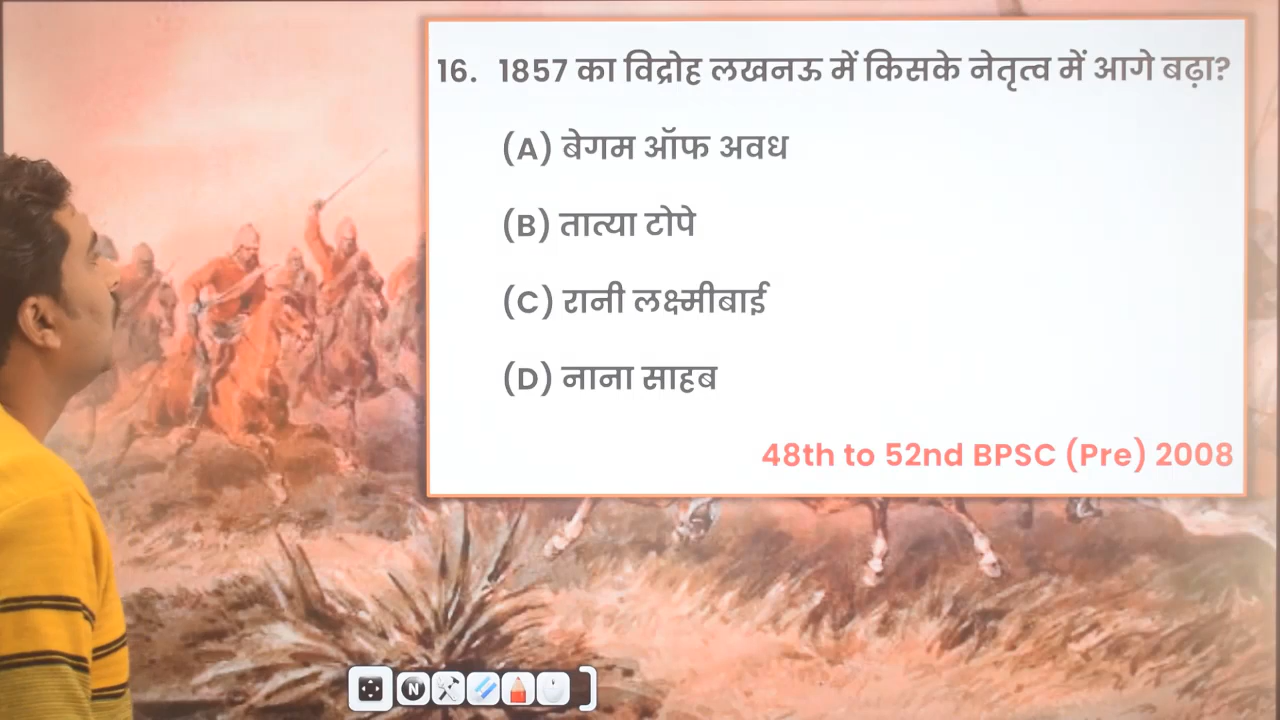 16. 1857 का विद्रोह लखनऊ में किसके नेतृत्व में आगे बढ़ा?
(A) बेगम ऑफ अवध
(B) तात्या टोपे
(C) रानी लक्ष्मीबाई
(D) नाना साहब
48th to 52nd BPSC (Pre) 2008
N